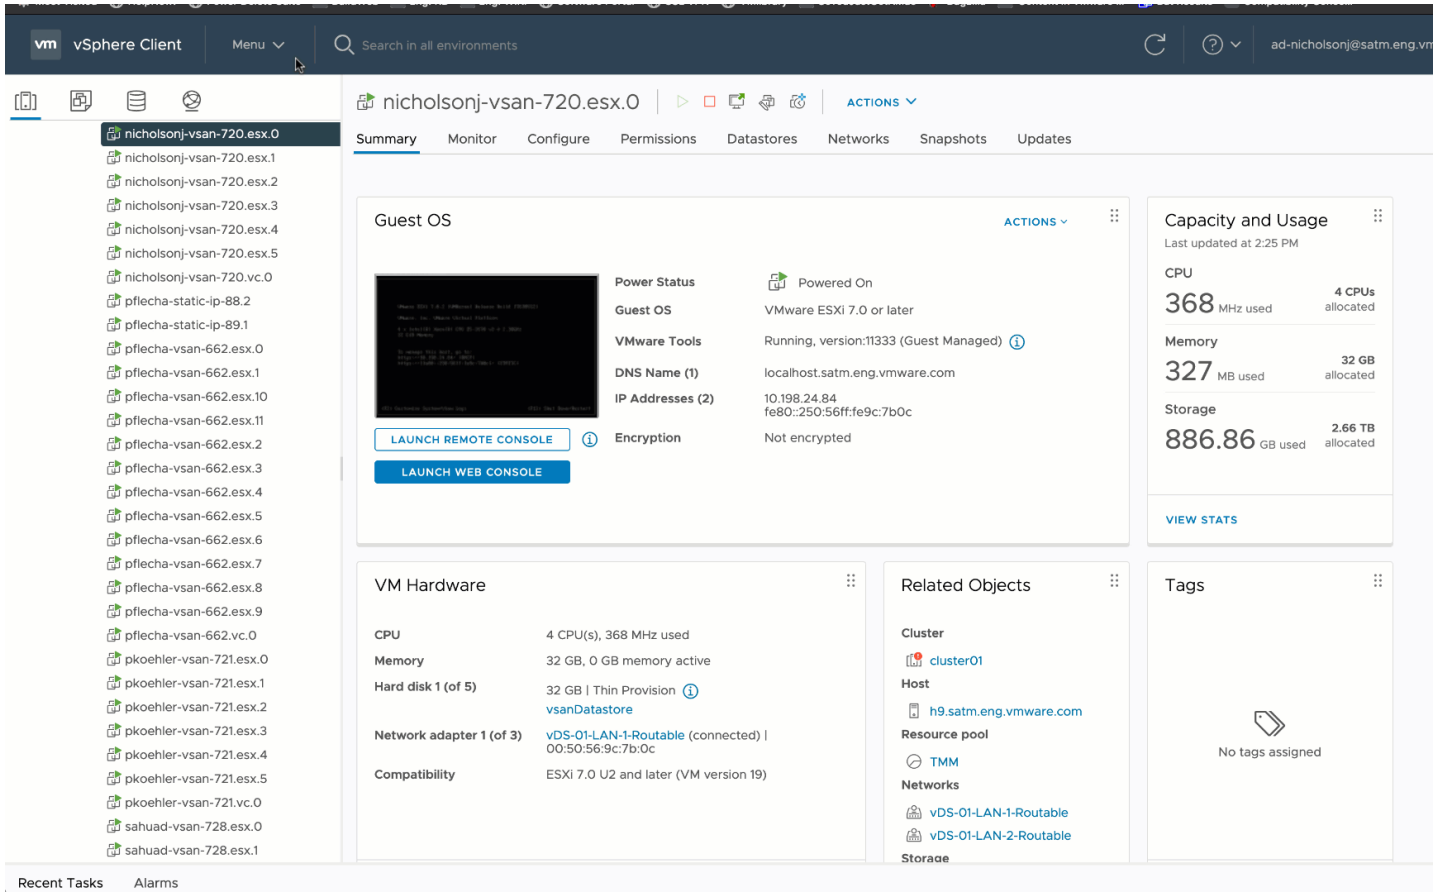 vm vSphere Client Menu Search in all environments ad-nicholsonj@satm.eng.vm
nicholsonj-vsan-720.esx.0
nicholsonj-vsan-720.esx.1
nicholsonj-vsan-720.esx.2
nicholsonj-vsan-720.esx.3
nicholsonj-vsan-720.esx.4
nicholsonj-vsan-720.esx.5
nicholsonj-vsan-720.vc.0
pflecha-static-ip-88.2
pflecha-static-ip-89.1
pflecha-vsan-662.esx.0
pflecha-vsan-662.esx.1
pflecha-vsan-662.esx.10
pflecha-vsan-662.esx.11
pflecha-vsan-662.esx.2
pflecha-vsan-662.esx.3
pflecha-vsan-662.esx.4
pflecha-vsan-662.esx.5
pflecha-vsan-662.esx.6
pflecha-vsan-662.esx.7
pflecha-vsan-662.esx.8
pflecha-vsan-662.esx.9
pflecha-vsan-662.vc.0
pkoehler-vsan-721.esx.0
pkoehler-vsan-721.esx.1
pkoehler-vsan-721.esx.2
pkoehler-vsan-721.esx.3
pkoehler-vsan-721.esx.4
pkoehler-vsan-721.esx.5
pkoehler-vsan-721.vc.0
sahuad-vsan-728.esx.0
sahuad-vsan-728.esx.1
nicholsonj-vsan-720.esx.0 ACTIONS
Summary Monitor Configure Permissions Datastores Networks Snapshots Updates
Guest OS ACTIONS
LAUNCH REMOTE CONSOLE
LAUNCH WEB CONSOLE
Power Status Powered On
Guest OS VMware ESXi 7.0 or later
VMware Tools Running, version:11333 (Guest Managed)
DNS Name (1) localhost.satm.eng.vmware.com
IP Addresses (2) 10.198.24.84
fe80::250:56ff:fe9c:7b0c
Encryption Not encrypted
Capacity and Usage
Last updated at 2:25 PM
CPU
368 MHz used 4 CPUs allocated
Memory
327 MB used 32 GB allocated
Storage
886.86 GB used 2.66 TB allocated
VIEW STATS
VM Hardware
CPU 4 CPU(s), 368 MHz used
Memory 32 GB, 0 GB memory active
Hard disk 1 (of 5) 32 GB | Thin Provision
vsanDatastore
Network adapter 1 (of 3) vDS-01-LAN-1-Routable (connected) |
00:50:56:9c:7b:0c
Compatibility ESXi 7.0 U2 and later (VM version 19)
Related Objects
Cluster
cluster01
Host
h9.satm.eng.vmware.com
Resource pool
TMM
Networks
vDS-01-LAN-1-Routable
vDS-01-LAN-2-Routable
Storage
Tags
No tags assigned
Recent Tasks Alarms